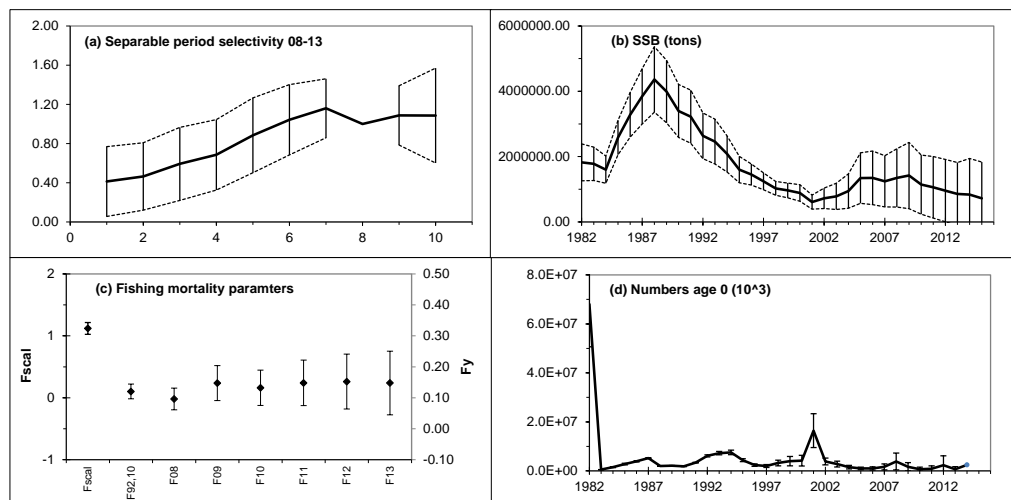 (a) Separable period selectivity 08-13
2.00
1.60
1.20
0.80
0.40
0.00
0 2 4 6 8 10
(b) SSB (tons)
6000000.00
4000000.00
2000000.00
0.00
1982 1987 1992 1997 2002 2007 2012
(c) Fishing mortality paramters
Fscal
2
1
0
-1
Fscal F92,10 F08 F09 F10 F11 F12 F13
0.50
0.40
0.30
0.20
0.10
0.00
-0.10
Fy
(d) Numbers age 0 (10^3)
8.0E+07
6.0E+07
4.0E+07
2.0E+07
0.0E+00
1982 1987 1992 1997 2002 2007 2012